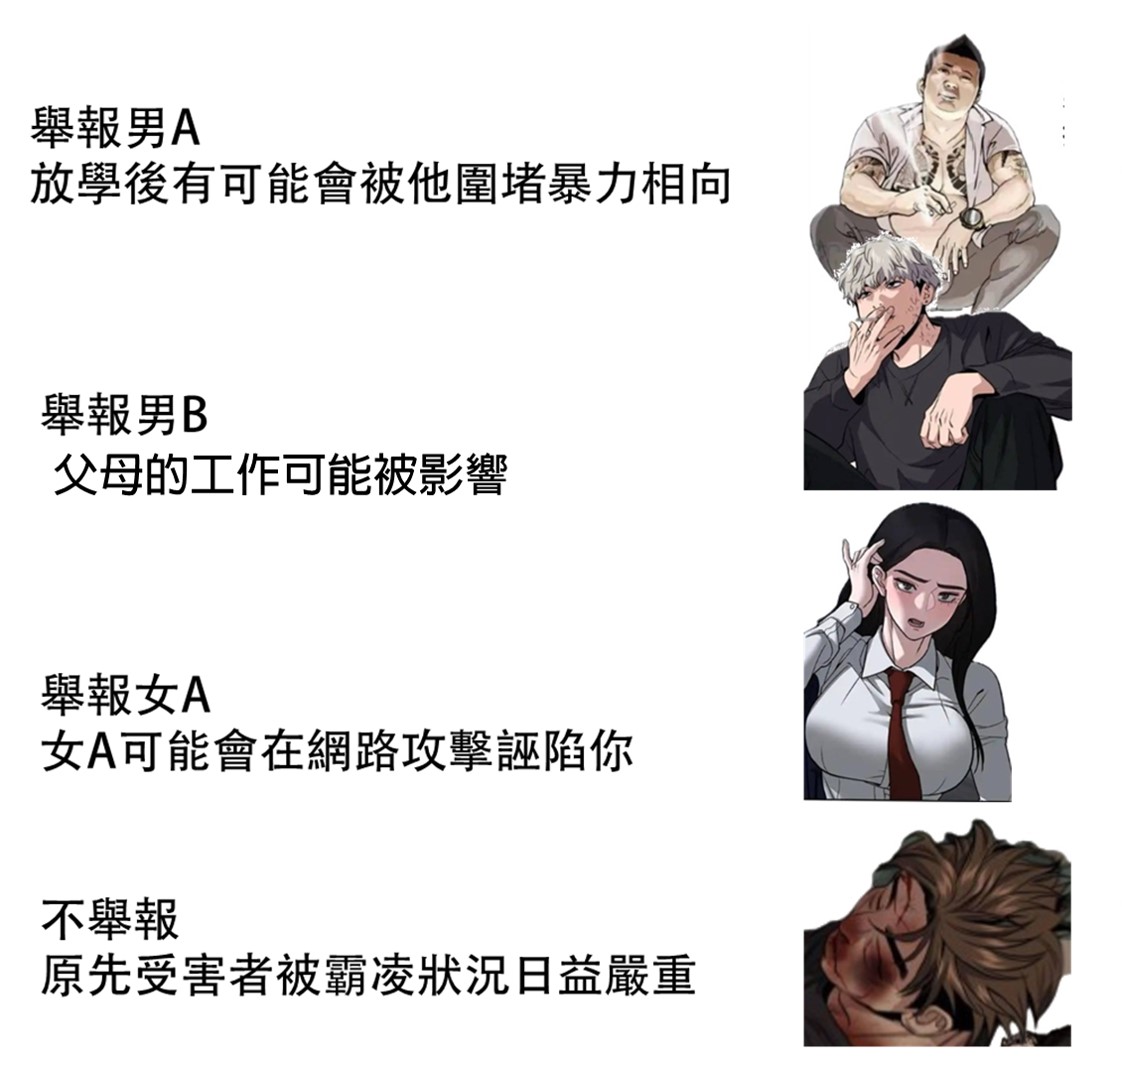 舉報男A
放學後有可能會被他圍堵暴力相向
舉報男B
父母的工作可能被影響
舉報女A
女A可能會在網路攻擊誣陷你
不舉報
原先受害者被霸凌狀況日益嚴重